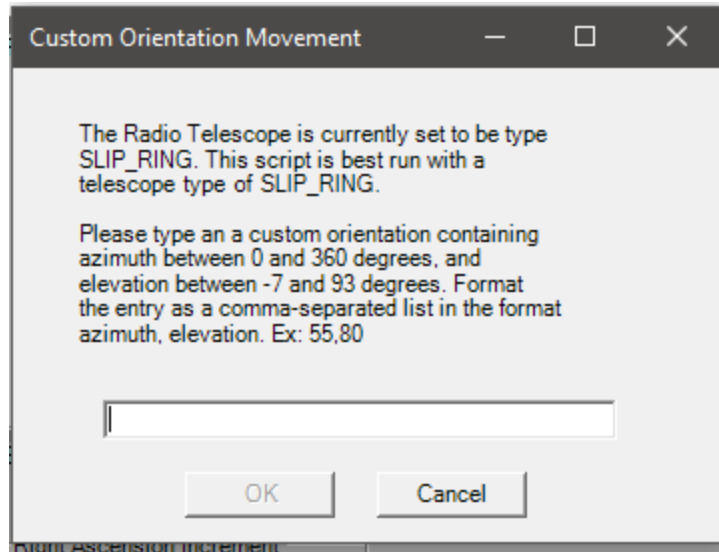 Custom Orientation Movement
The Radio Telescope is currently set to be type
SLIP_RING. This script is best run with a
telescope type of SLIP_RING.
Please type an a custom orientation containing
azimuth between 0 and 360 degrees, and
elevation between -7 and 93 degrees. Format
the entry as a comma-separated list in the format
azimuth, elevation. Ex: 55,80
OK
Cancel
Right Ascension Increment